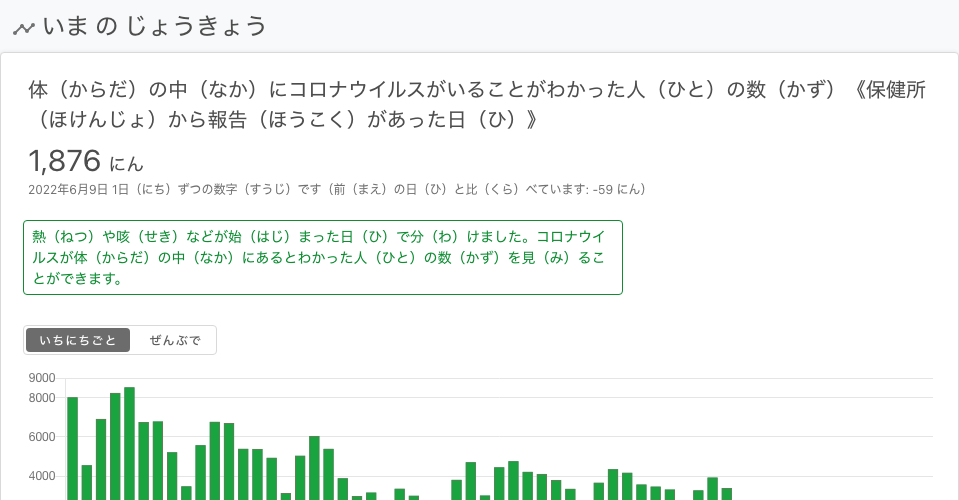 いま の じょうきょう
体（からだ）の中（なか）にコロナウイルスがいることがわかった人（ひと）の数（かず）《保健所
（ほけんじょ）から報告（ほうこく）があった日（ひ）》
1,876 にん
2022年6月9日 1日（にち）ずつの数字（すうじ）です（前（まえ）の日（ひ）と比（くら）べています: -59 にん）
熱（ねつ）や咳（せき）などが始（はじ）まった日（ひ）で分（わ）けました。コロナウイ
ルスが体（からだ）の中（なか）にあるとわかった人（ひと）の数（かず）を見（み）るこ
とができます。
いちにちごと ぜんぶで
9000
8000
6000
4000